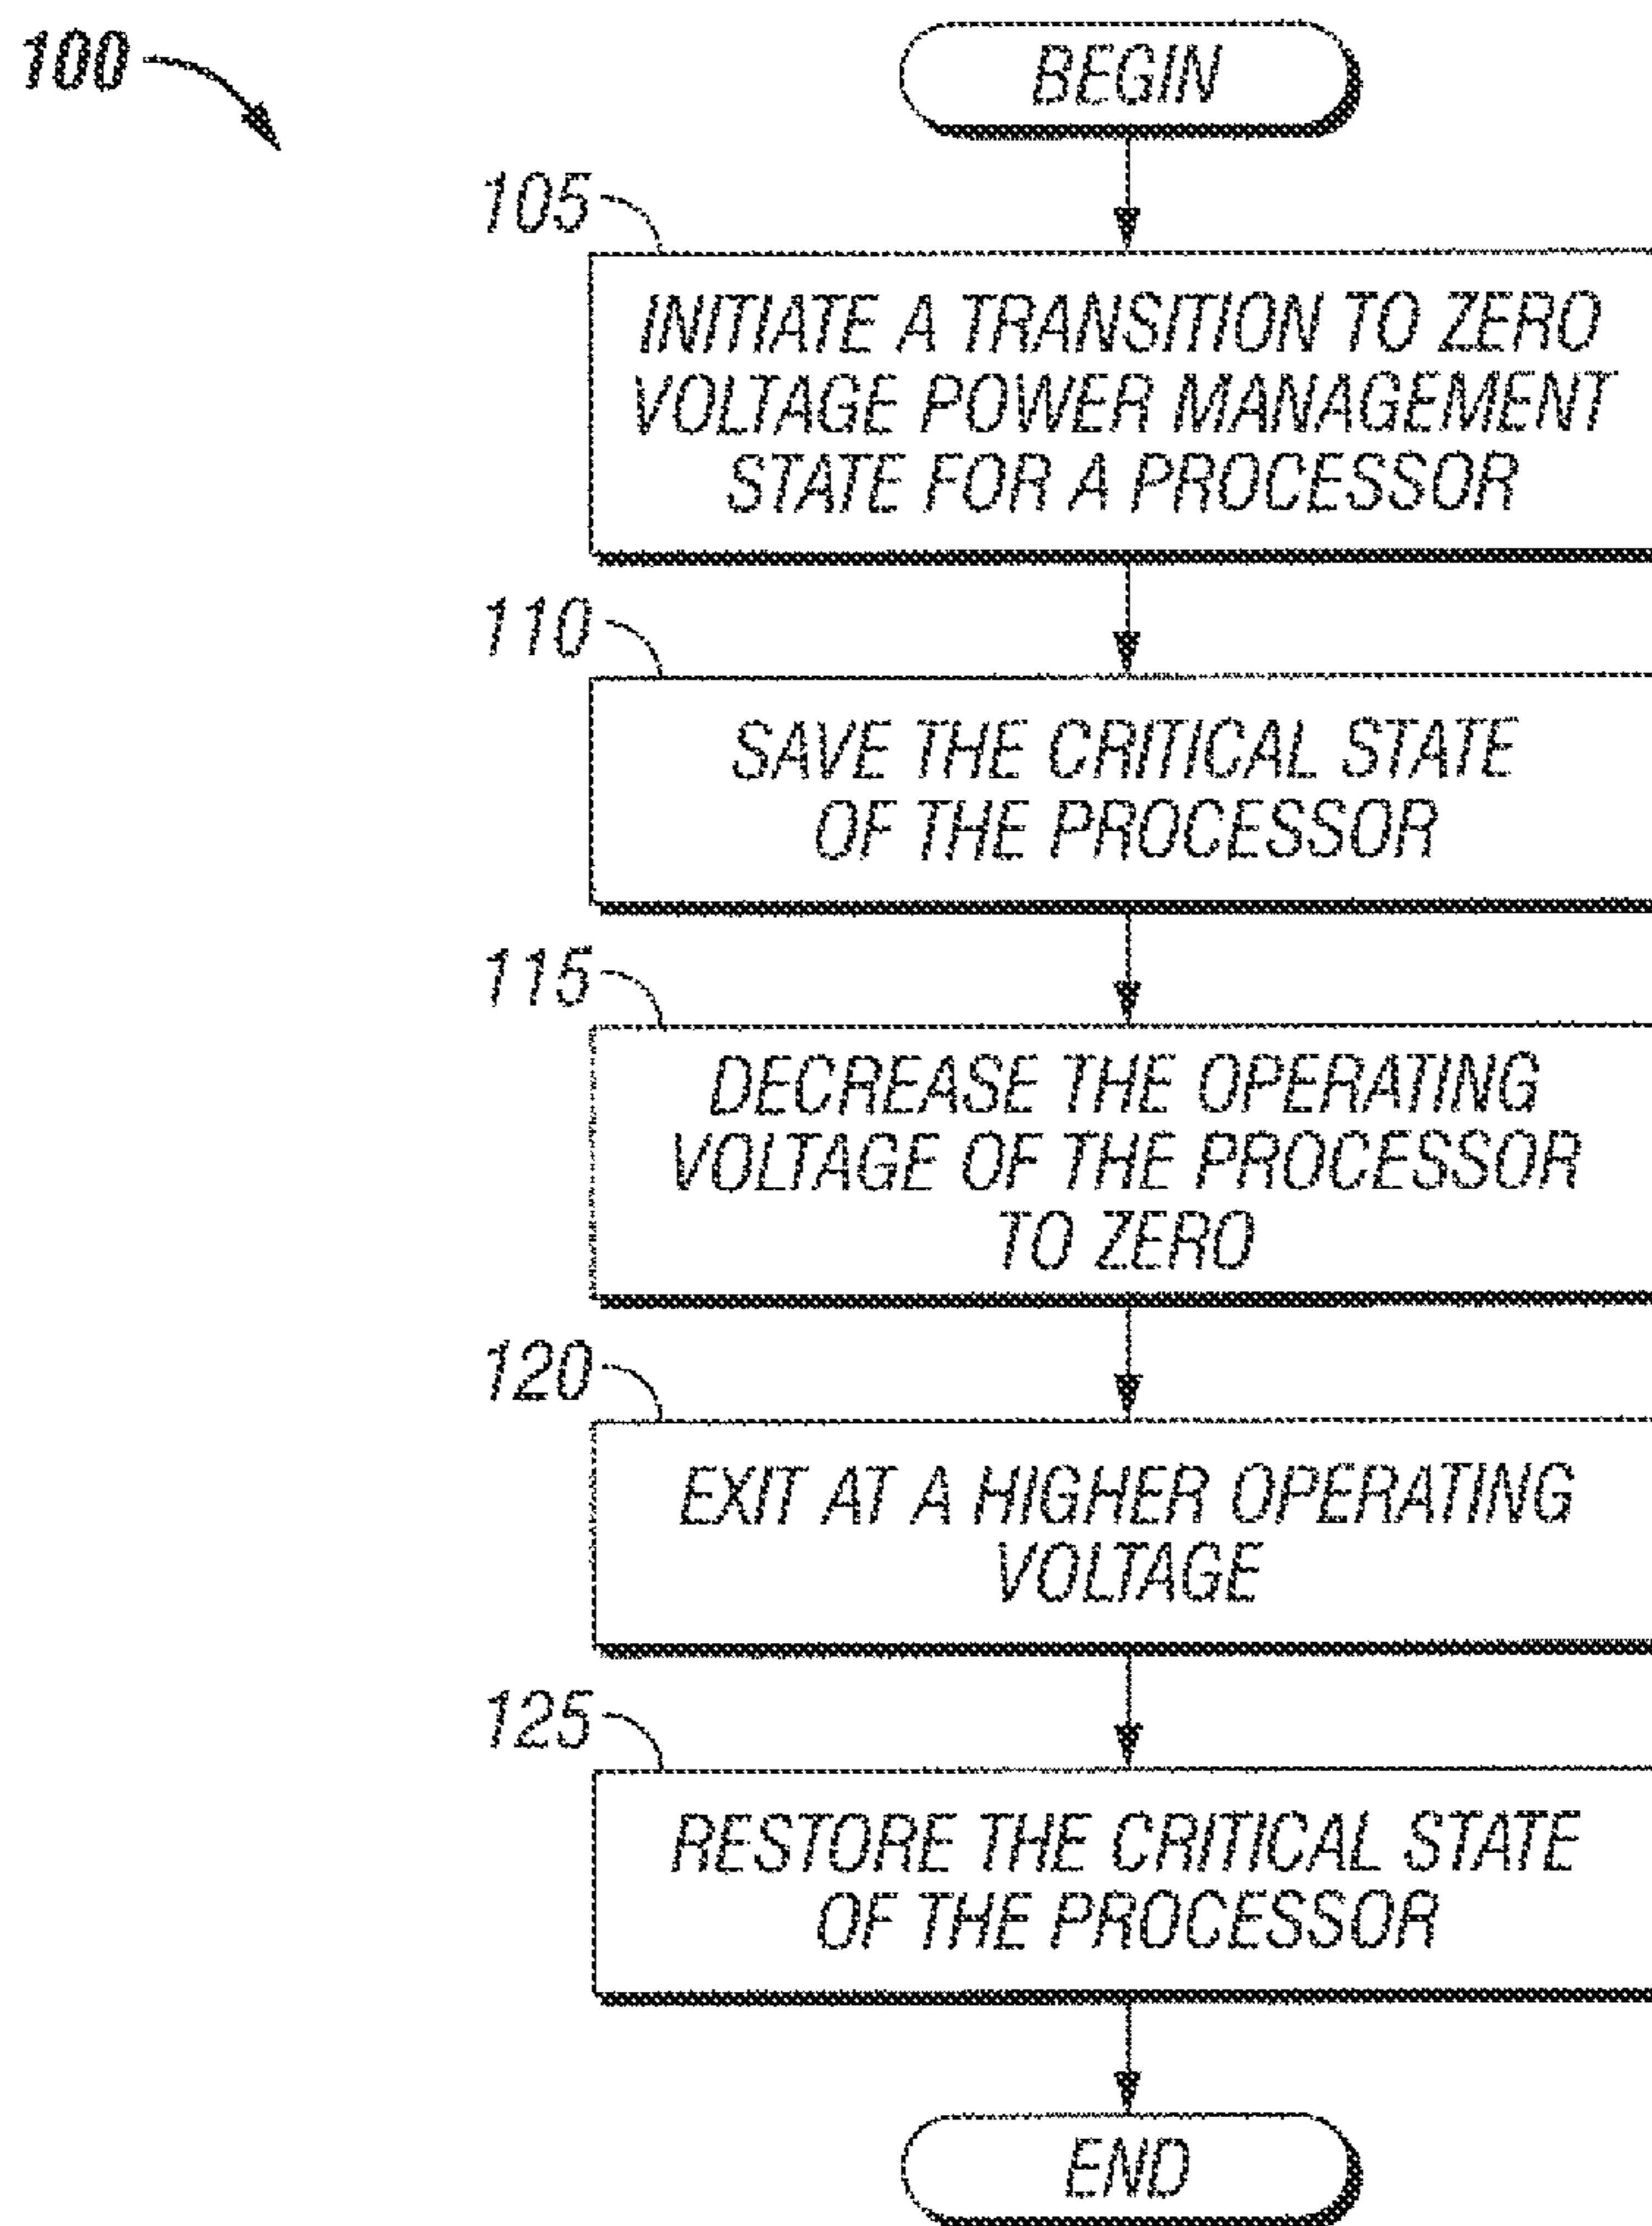 100
BEGIN
105
INITIATE A TRANSITION TO ZERO
VOLTAGE POWER MANAGEMENT
STATE FOR A PROCESSOR
110
SAVE THE CRITICAL STATE
OF THE PROCESSOR
115
DECREASE THE OPERATING
VOLTAGE OF THE PROCESSOR
TO ZERO
120
EXIT AT A HIGHER OPERATING
VOLTAGE
125
RESTORE THE CRITICAL STATE
OF THE PROCESSOR
END